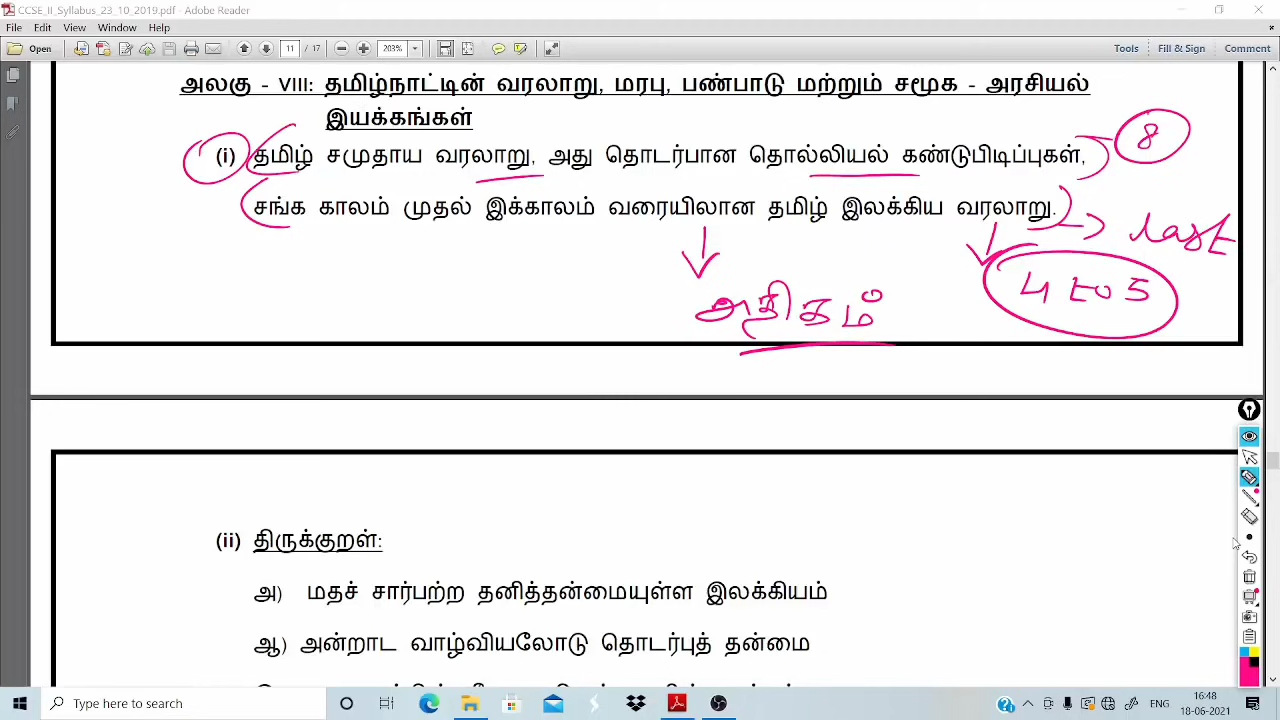 CCSE_II_Syllabus_23_10_2019.pdf - Adobe Reader
File Edit View Window Help
Open 11 / 17 203% Tools Fill & Sign Comment
அலகு - VIII: தமிழ்நாட்டின் வரலாறு, மரபு, பண்பாடு மற்றும் சமூக - அரசியல்
இயக்கங்கள்
(i) தமிழ் சமுதாய வரலாறு, அது தொடர்பான தொல்லியல் கண்டுபிடிப்புகள், 8
சங்க காலம் முதல் இக்காலம் வரையிலான தமிழ் இலக்கிய வரலாறு.
last
அதிகம் 4 to 5
(ii) திருக்குறள்:
அ) மதச் சார்பற்ற தனித்தன்மையுள்ள இலக்கியம்
ஆ) அன்றாட வாழ்வியலோடு தொடர்புத் தன்மை
Type here to search
ENG
16:48
18-06-2021